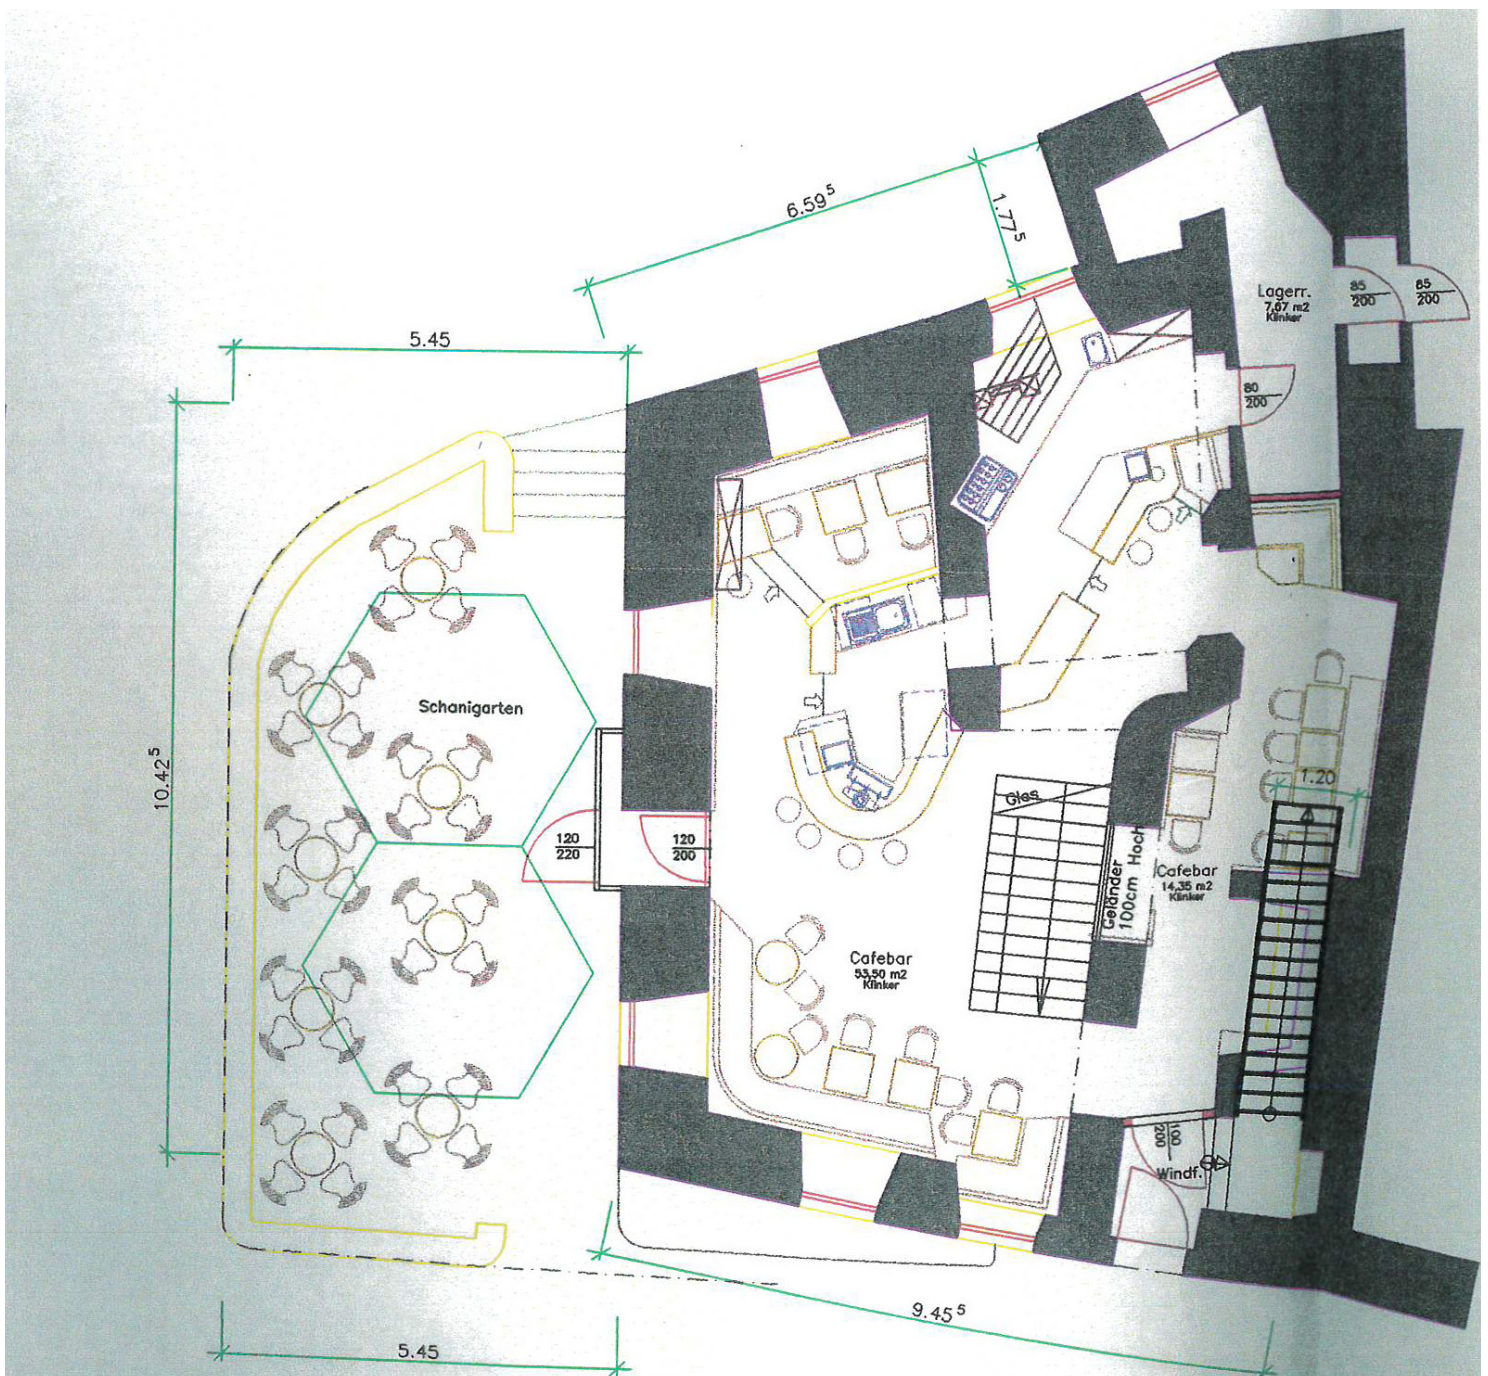 6.59⁵
1.77⁵
Lagerr.
7,67 m2
Klinker
85
200
85
200
5.45
80
200
Schanigarten
10.42⁵
1.20
Glas
120
220
120
200
Geländer
100cm Hoch
Cafebar
14,35 m2
Klinker
Cafebar
53,50 m2
Klinker
100
200
Windf.
9.45⁵
5.45